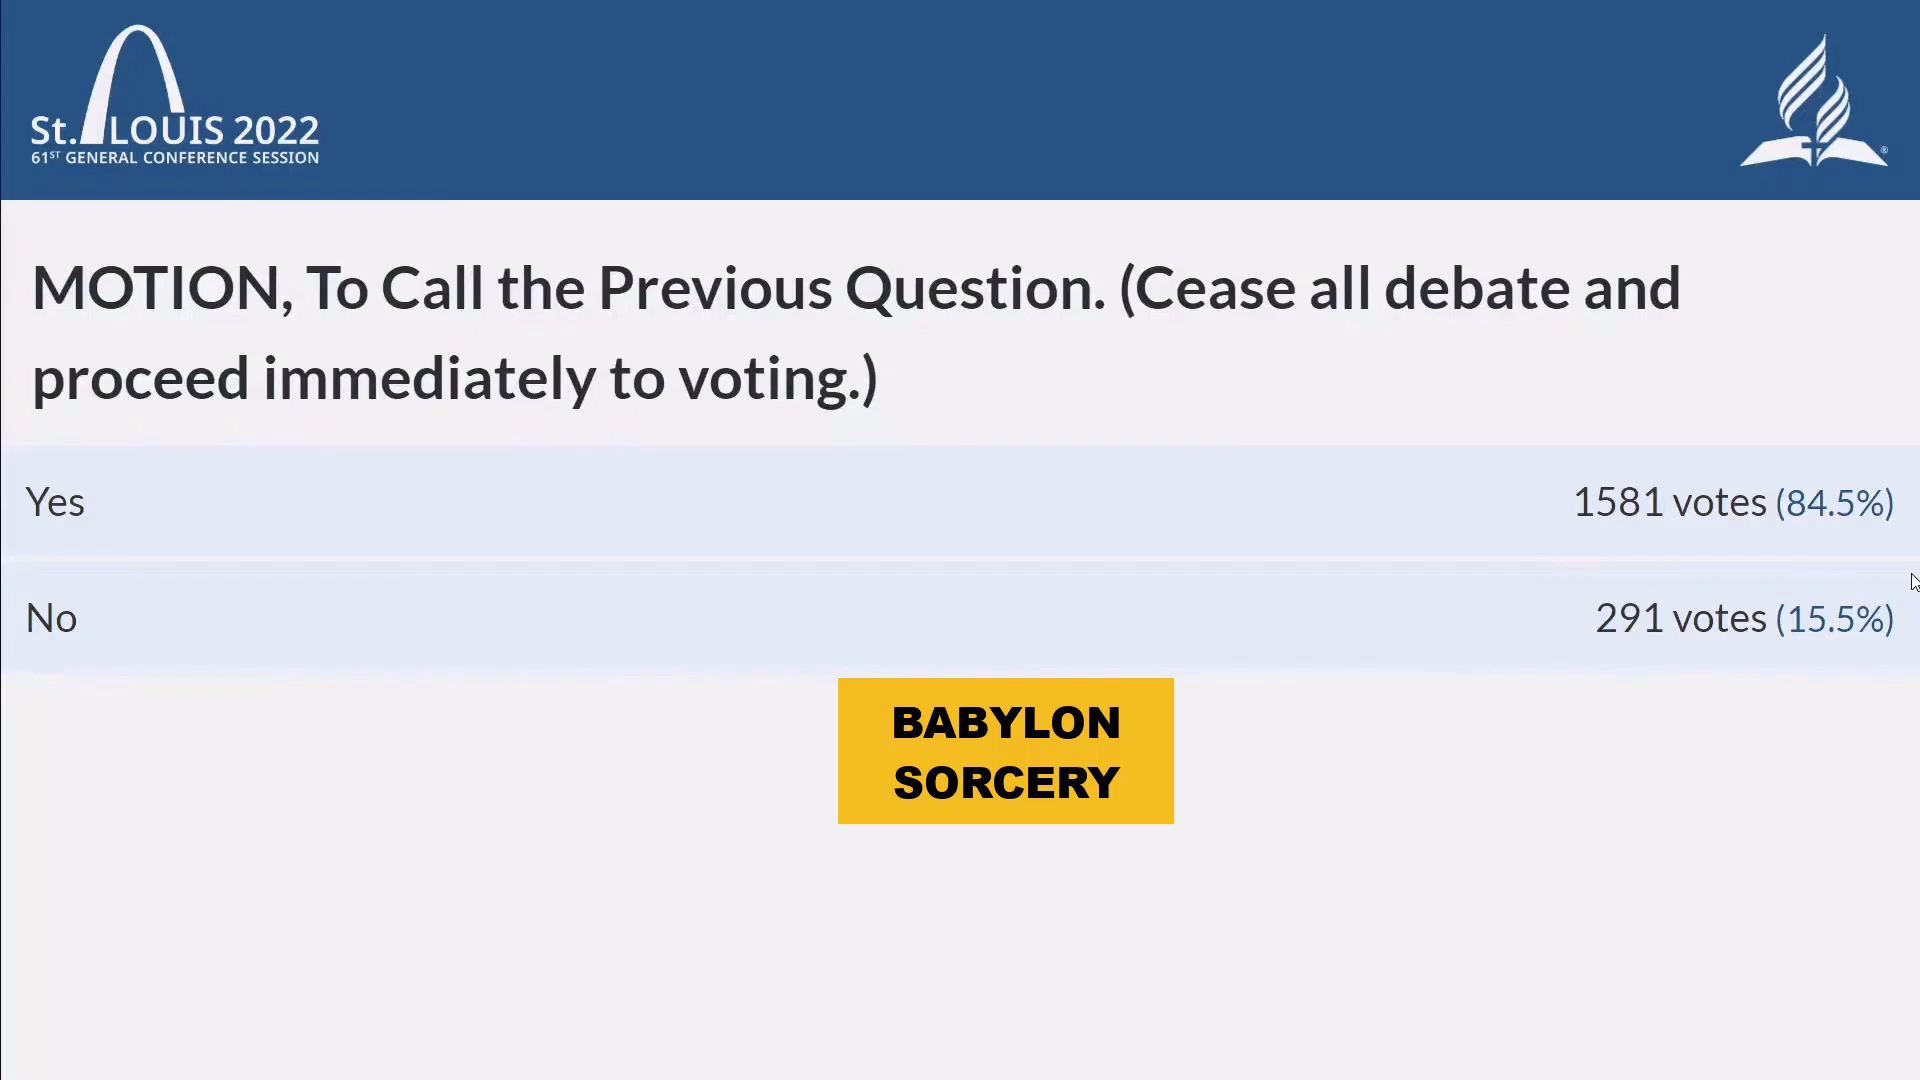 St. LOUIS 2022
61ST GENERAL CONFERENCE SESSION
®
MOTION, To Call the Previous Question. (Cease all debate and
proceed immediately to voting.)
Yes 1581 votes (84.5%)
No 291 votes (15.5%)
BABYLON
SORCERY